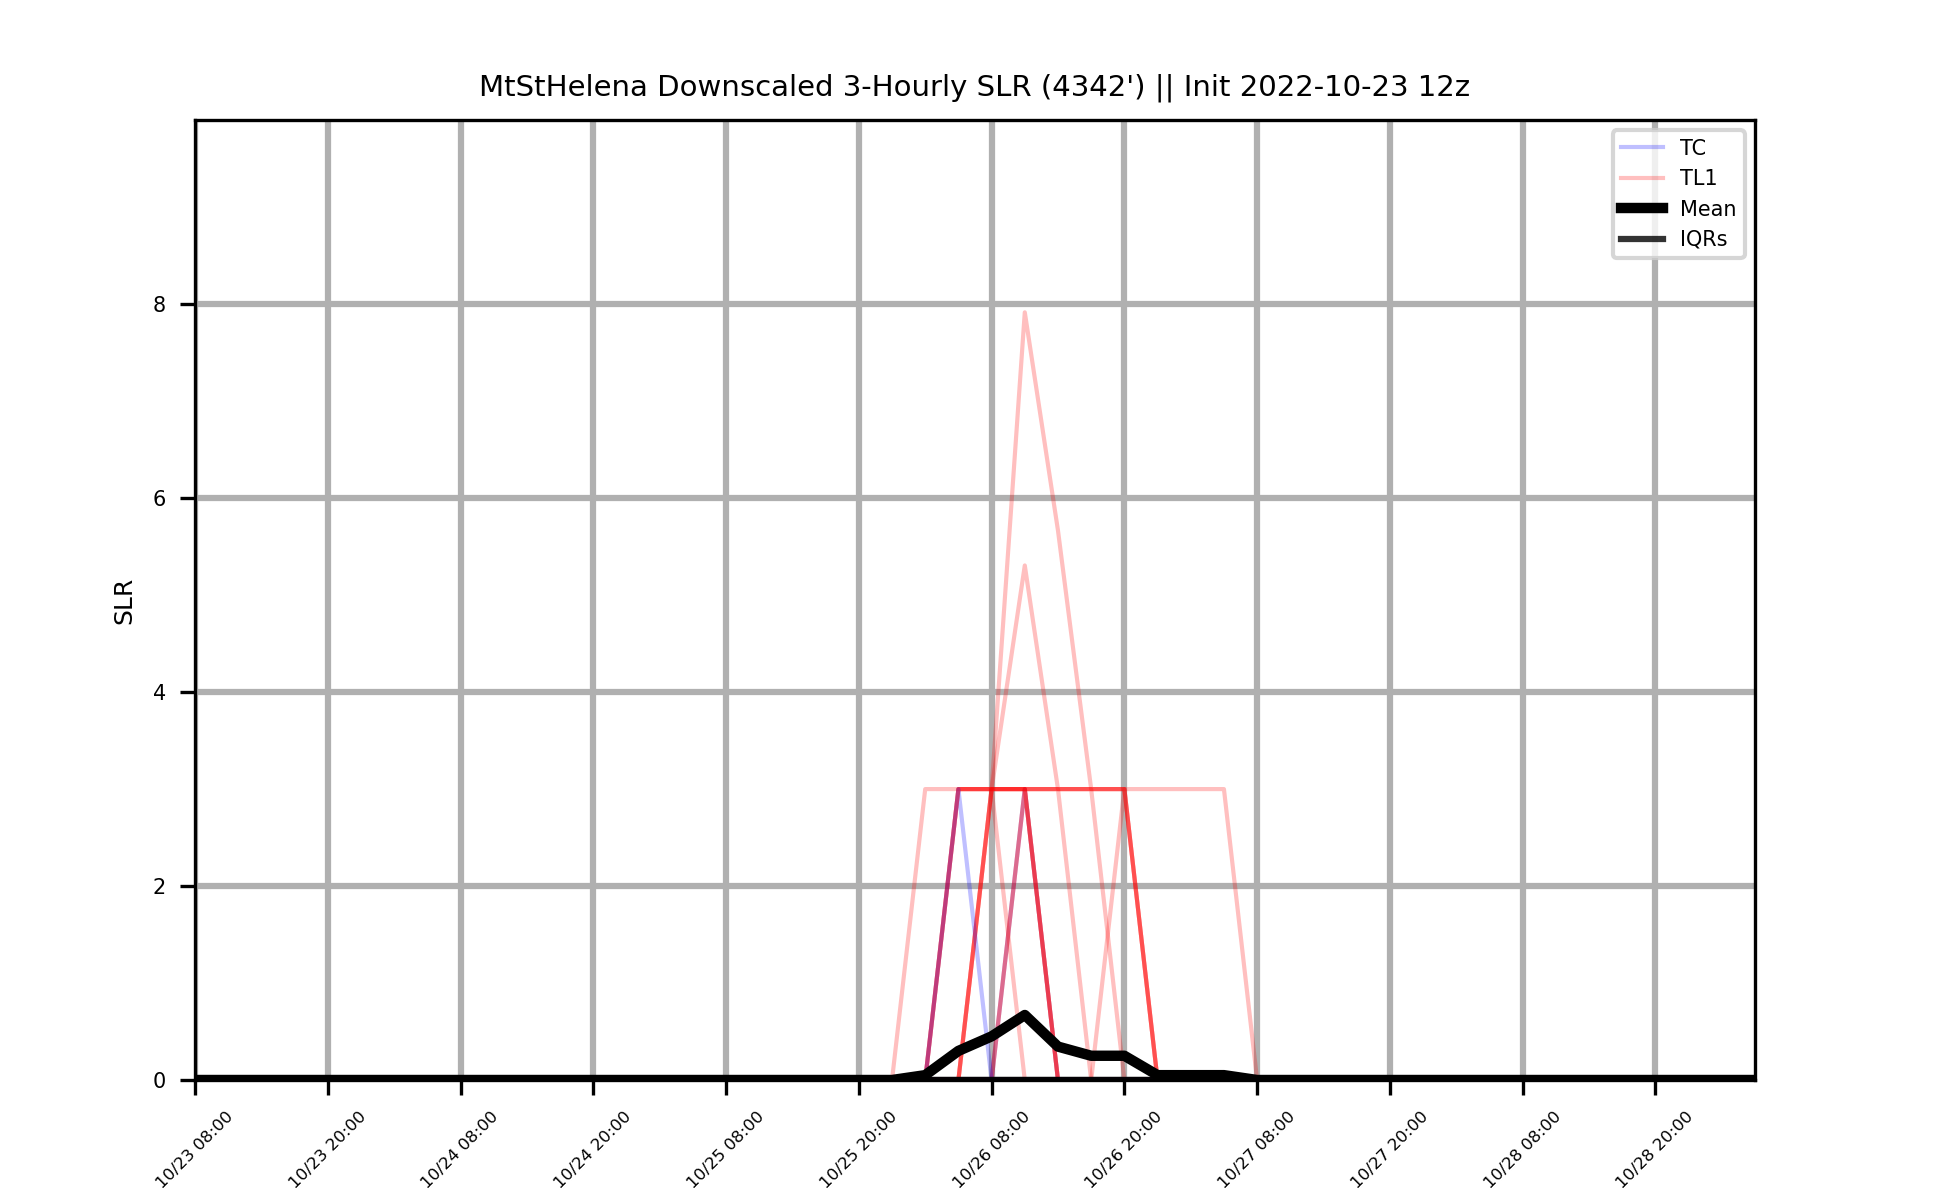 MtStHelena Downscaled 3-Hourly SLR (4342') || Init 2022-10-23 12z
TC
TL1
Mean
IQRs
SLR
8
6
4
2
0
10/23 08:00
10/23 20:00
10/24 08:00
10/24 20:00
10/25 08:00
10/25 20:00
10/26 08:00
10/26 20:00
10/27 08:00
10/27 20:00
10/28 08:00
10/28 20:00